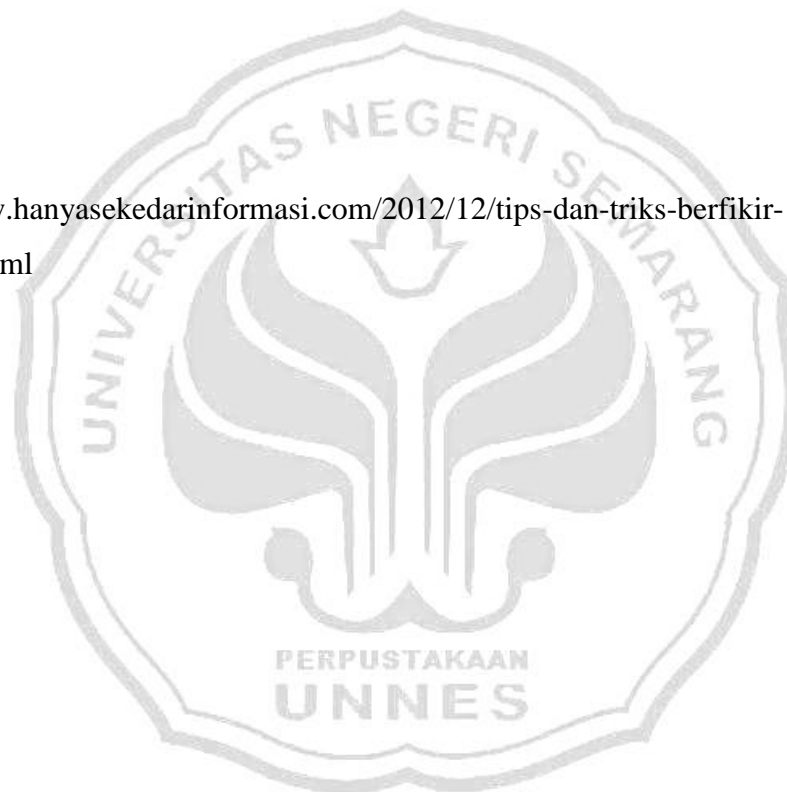 UNIVERSITAS NEGERI SEMARANG
.hanyasekedarinformasi.com/2012/12/tips-dan-triks-berfikir-
ml
PERPUSTAKAAN
UNNES